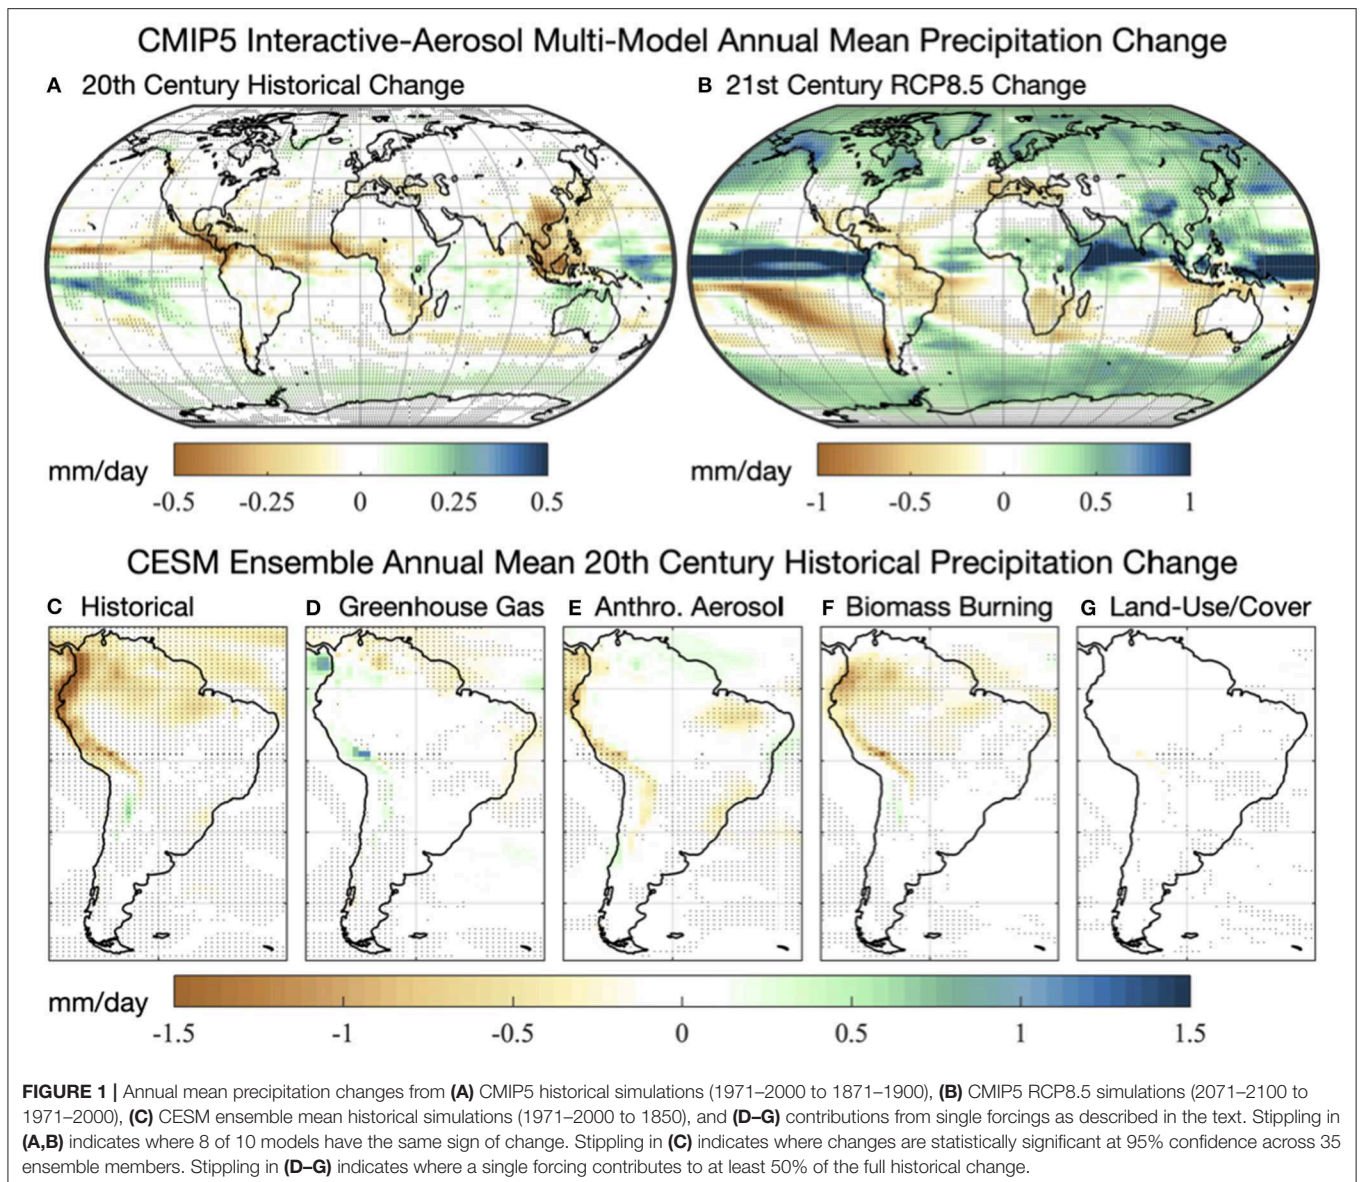 CMIP5 Interactive-Aerosol Multi-Model Annual Mean Precipitation Change
A 20th Century Historical Change
B 21st Century RCP8.5 Change
mm/day
-0.5 -0.25 0 0.25 0.5
mm/day
-1 -0.5 0 0.5 1
CESM Ensemble Annual Mean 20th Century Historical Precipitation Change
C Historical
D Greenhouse Gas
E Anthro. Aerosol
F Biomass Burning
G Land-Use/Cover
mm/day
-1.5 -1 -0.5 0 0.5 1 1.5
FIGURE 1 | Annual mean precipitation changes from (A) CMIP5 historical simulations (1971–2000 to 1871–1900), (B) CMIP5 RCP8.5 simulations (2071–2100 to
1971–2000), (C) CESM ensemble mean historical simulations (1971–2000 to 1850), and (D–G) contributions from single forcings as described in the text. Stippling in
(A,B) indicates where 8 of 10 models have the same sign of change. Stippling in (C) indicates where changes are statistically significant at 95% confidence across 35
ensemble members. Stippling in (D–G) indicates where a single forcing contributes to at least 50% of the full historical change.